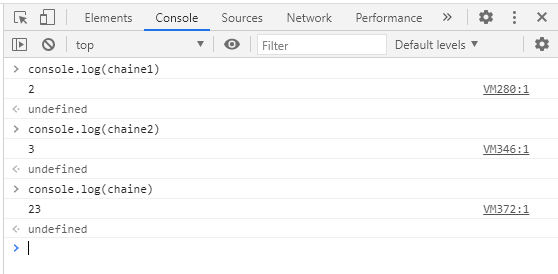 Elements Console Sources Network Performance »
top Filter Default levels
> console.log(chaine1)
2 VM280:1
undefined
> console.log(chaine2)
3 VM346:1
undefined
> console.log(chaine)
23 VM372:1
undefined
>